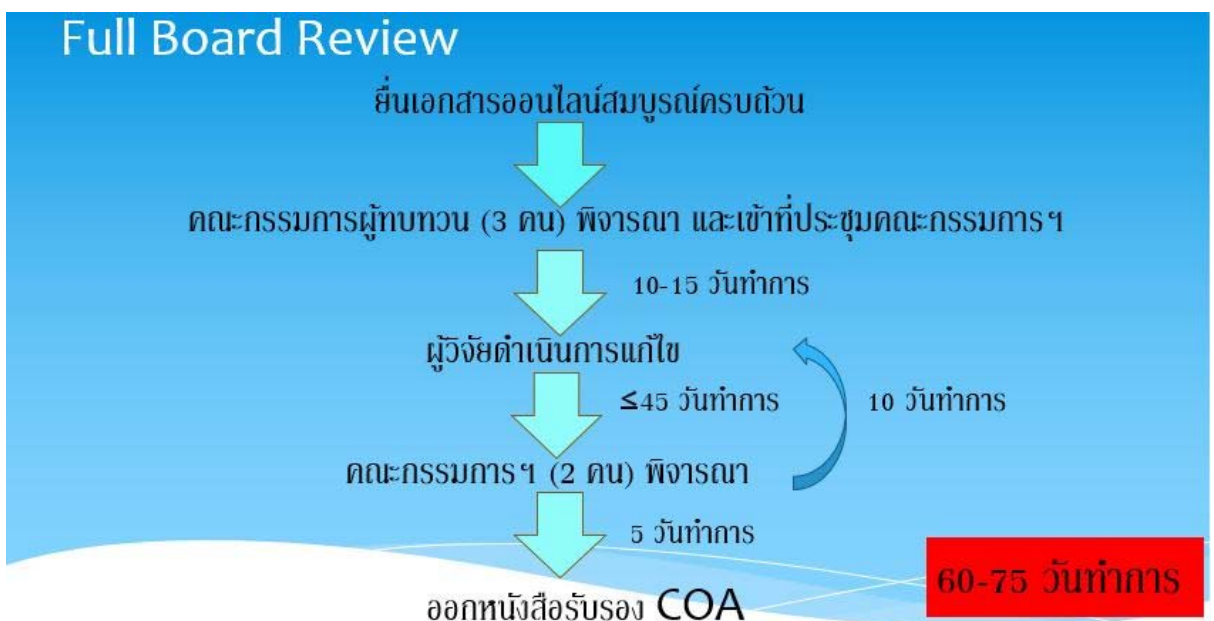 Full Board Review
ยื่นเอกสารออนไลน์สมบูรณ์ครบถ้วน
คณะกรรมการผู้ทบทวน (3 คน) พิจารณา และเข้าที่ประชุมคณะกรรมการฯ
10-15 วันทำการ
ผู้วิจัยดำเนินการแก้ไข
≤45 วันทำการ
10 วันทำการ
คณะกรรมการฯ (2 คน) พิจารณา
5 วันทำการ
60-75 วันทำการ
ออกหนังสือรับรอง COA